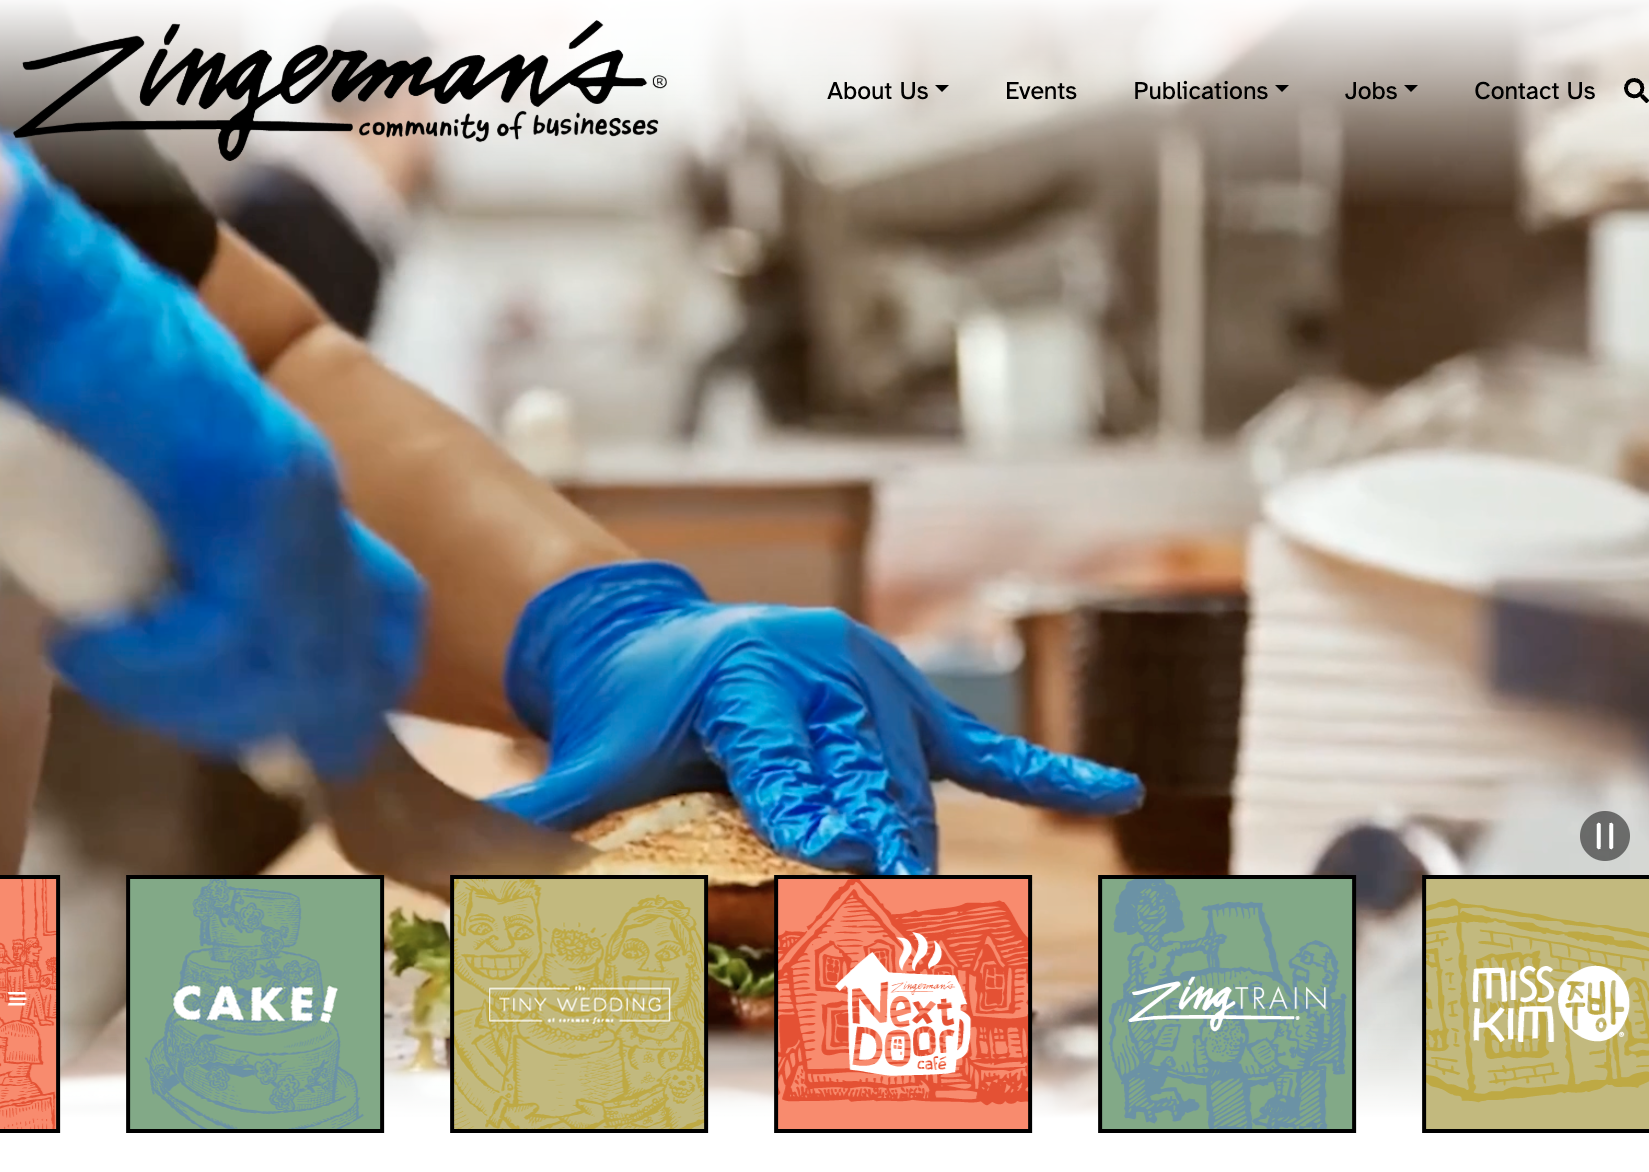 Zingerman's®
community of businesses
About Us
Events
Publications
Jobs
Contact Us
CAKE!
the
TINY WEDDING
at cornman farms
Zingerman's
Next
Door
café
ZingTRAIN
MISS
KIM
주방